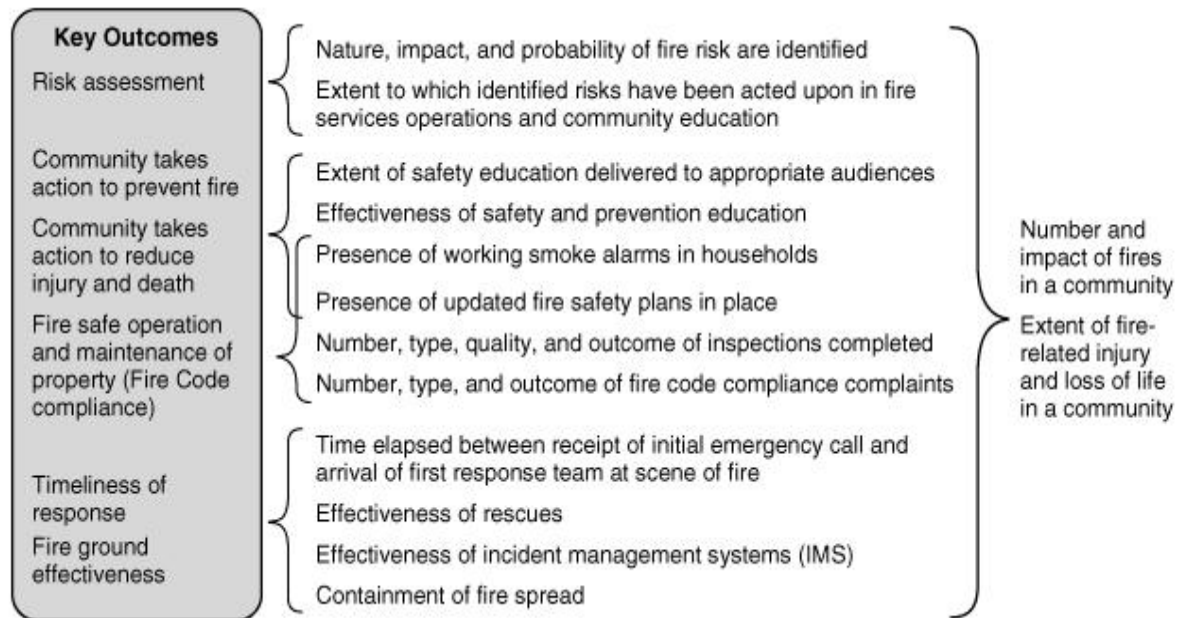 Key Outcomes
Risk assessment
Community takes
action to prevent fire
Community takes
action to reduce
injury and death
Fire safe operation
and maintenance of
property (Fire Code
compliance)
Timeliness of
response
Fire ground
effectiveness
Nature, impact, and probability of fire risk are identified
Extent to which identified risks have been acted upon in fire
services operations and community education
Extent of safety education delivered to appropriate audiences
Effectiveness of safety and prevention education
Presence of working smoke alarms in households
Presence of updated fire safety plans in place
Number, type, quality, and outcome of inspections completed
Number, type, and outcome of fire code compliance complaints
Time elapsed between receipt of initial emergency call and
arrival of first response team at scene of fire
Effectiveness of rescues
Effectiveness of incident management systems (IMS)
Containment of fire spread
Number and
impact of fires
in a community
Extent of fire-
related injury
and loss of life
in a community